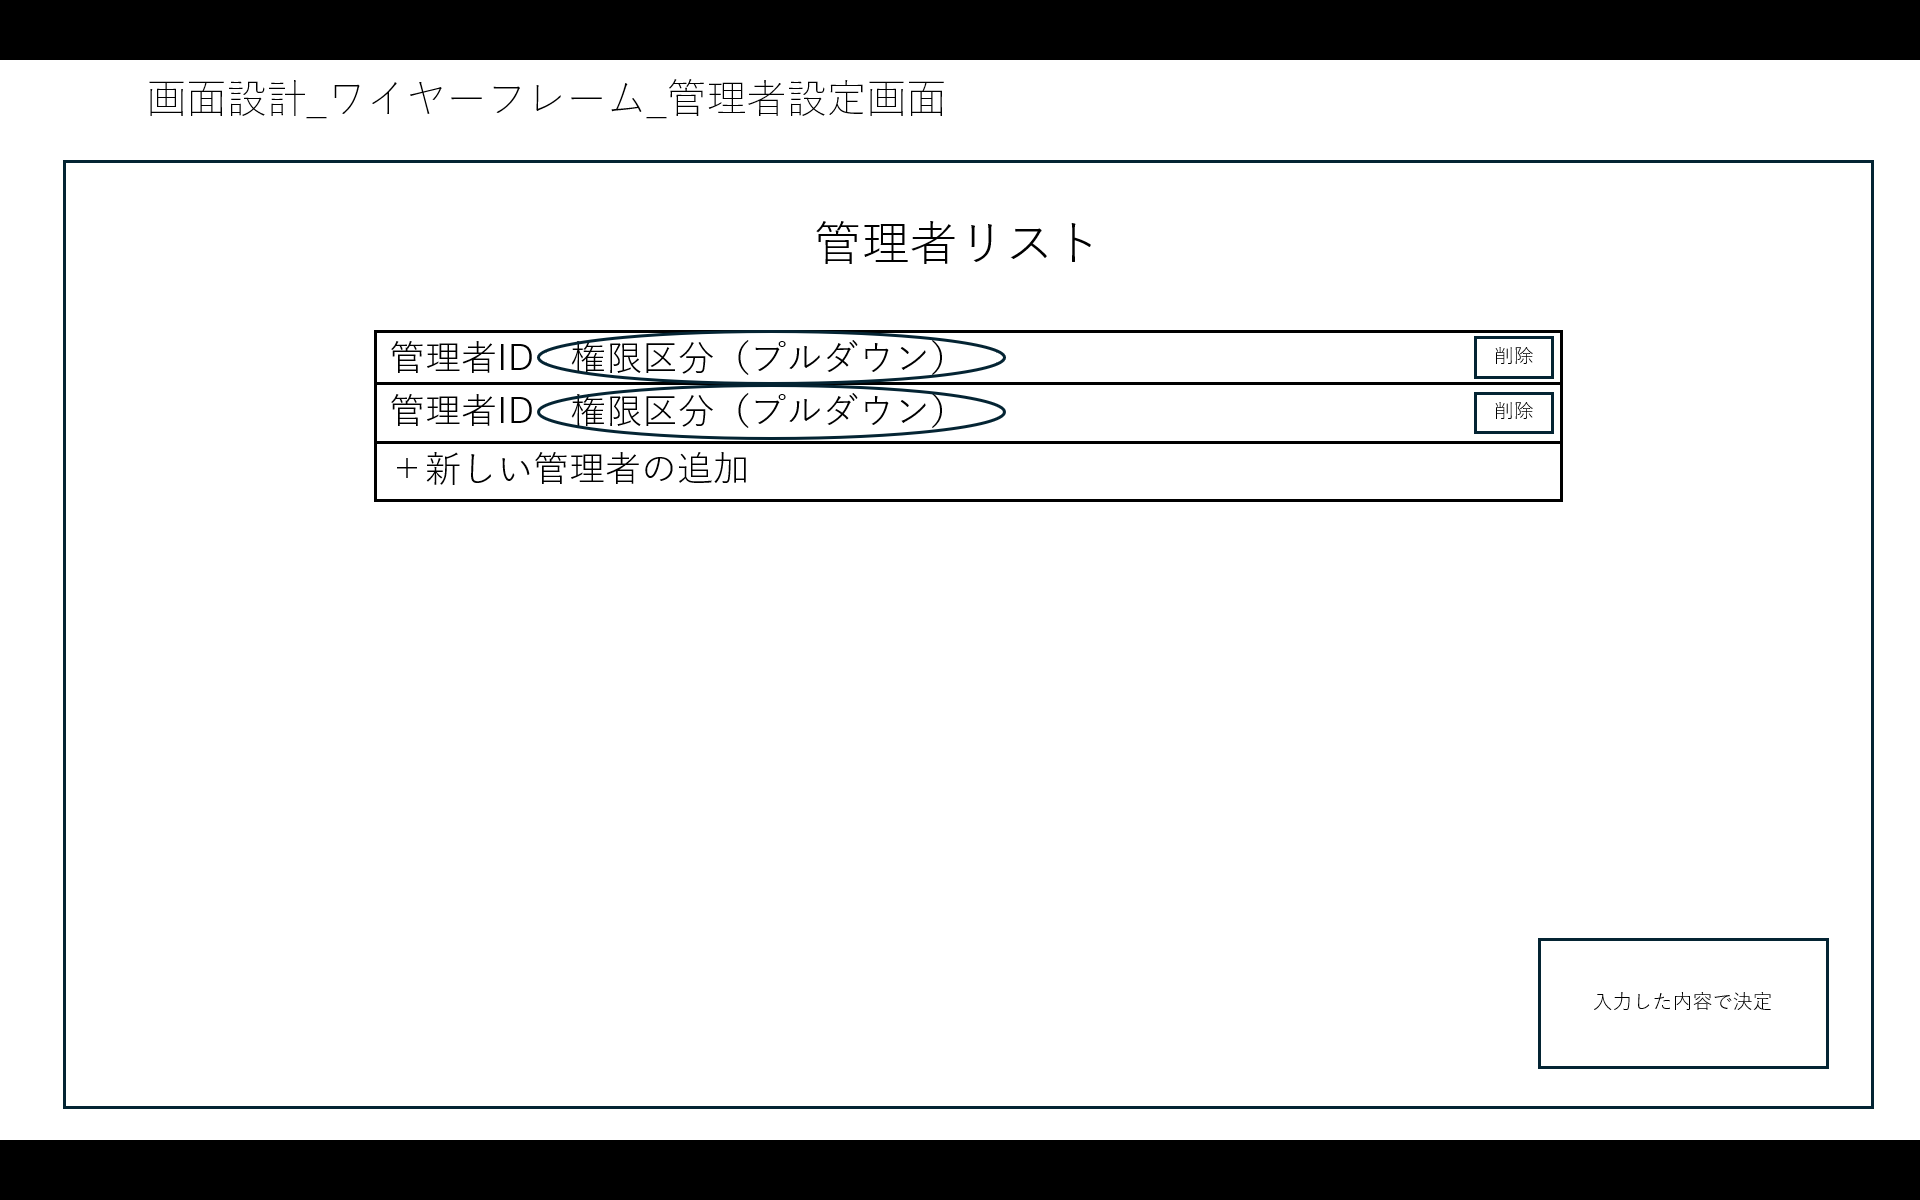 画面設計_ワイヤーフレーム_管理者設定画面
管理者リスト
管理者ID 権限区分（プルダウン） 削除
管理者ID 権限区分（プルダウン） 削除
＋新しい管理者の追加
入力した内容で決定